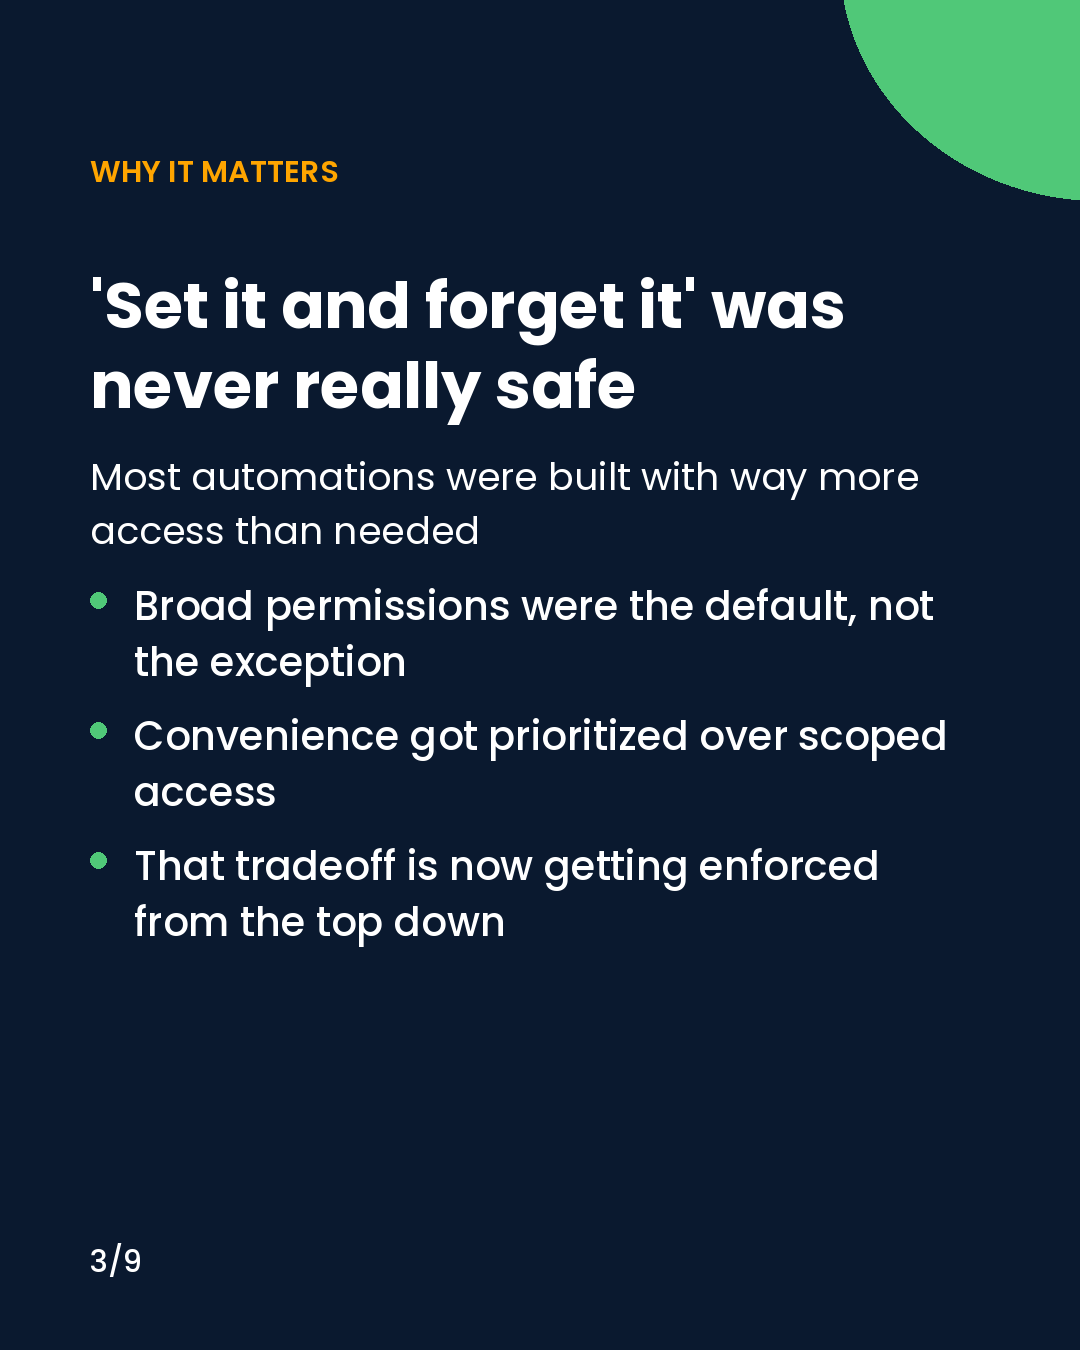 WHY IT MATTERS
'Set it and forget it' was
never really safe
Most automations were built with way more
access than needed
Broad permissions were the default, not
the exception
Convenience got prioritized over scoped
access
That tradeoff is now getting enforced
from the top down
3/9